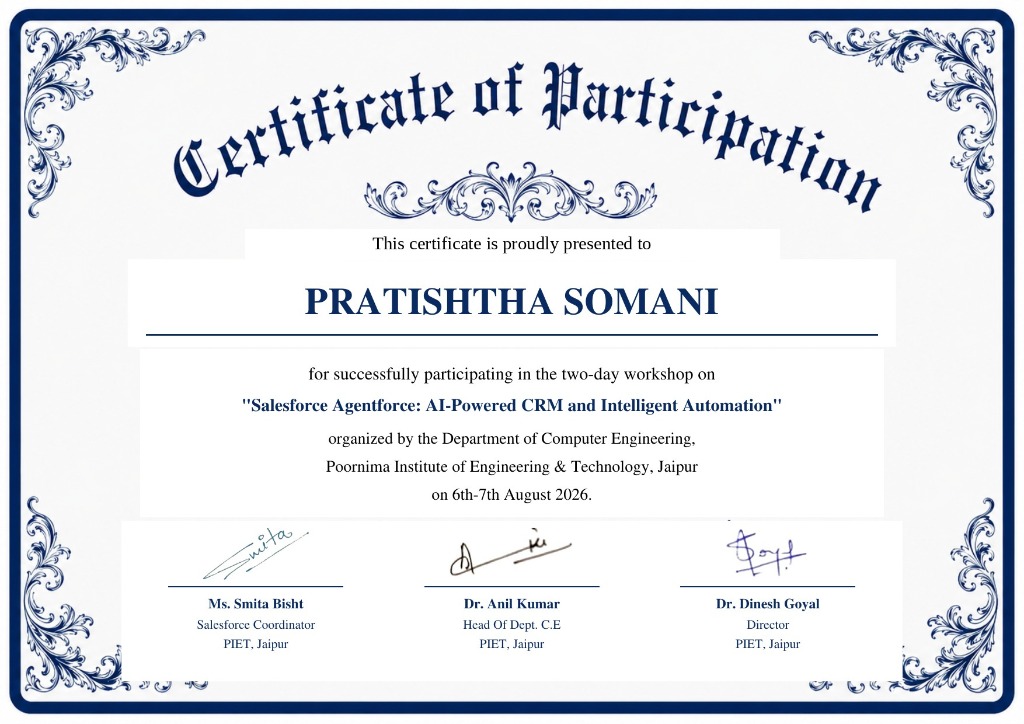 Certificate of Participation
This certificate is proudly presented to
PRATISHTHA SOMANI
for successfully participating in the two-day workshop on
"Salesforce Agentforce: AI-Powered CRM and Intelligent Automation"
organized by the Department of Computer Engineering,
Poornima Institute of Engineering & Technology, Jaipur
on 6th-7th August 2026.
Smita
Ms. Smita Bisht
Salesforce Coordinator
PIET, Jaipur
Dr. Anil Kumar
Head Of Dept. C.E
PIET, Jaipur
Dr. Dinesh Goyal
Director
PIET, Jaipur